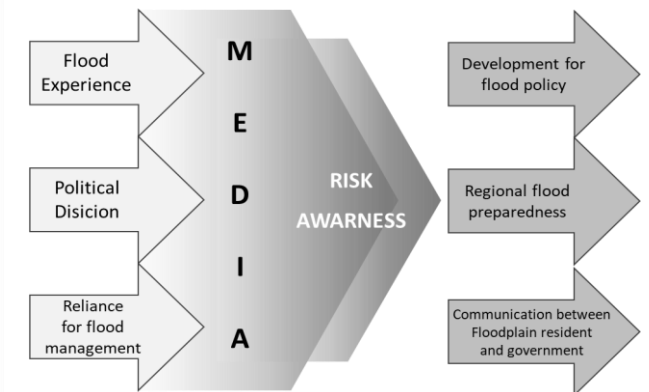 Flood
Experience
Political
Disicion
Reliance
for flood
management
M
E
D
I
A
RISK
AWARNESS
Development for
flood policy
Regional flood
preparedness
Communication between
Floodplain resident
and government